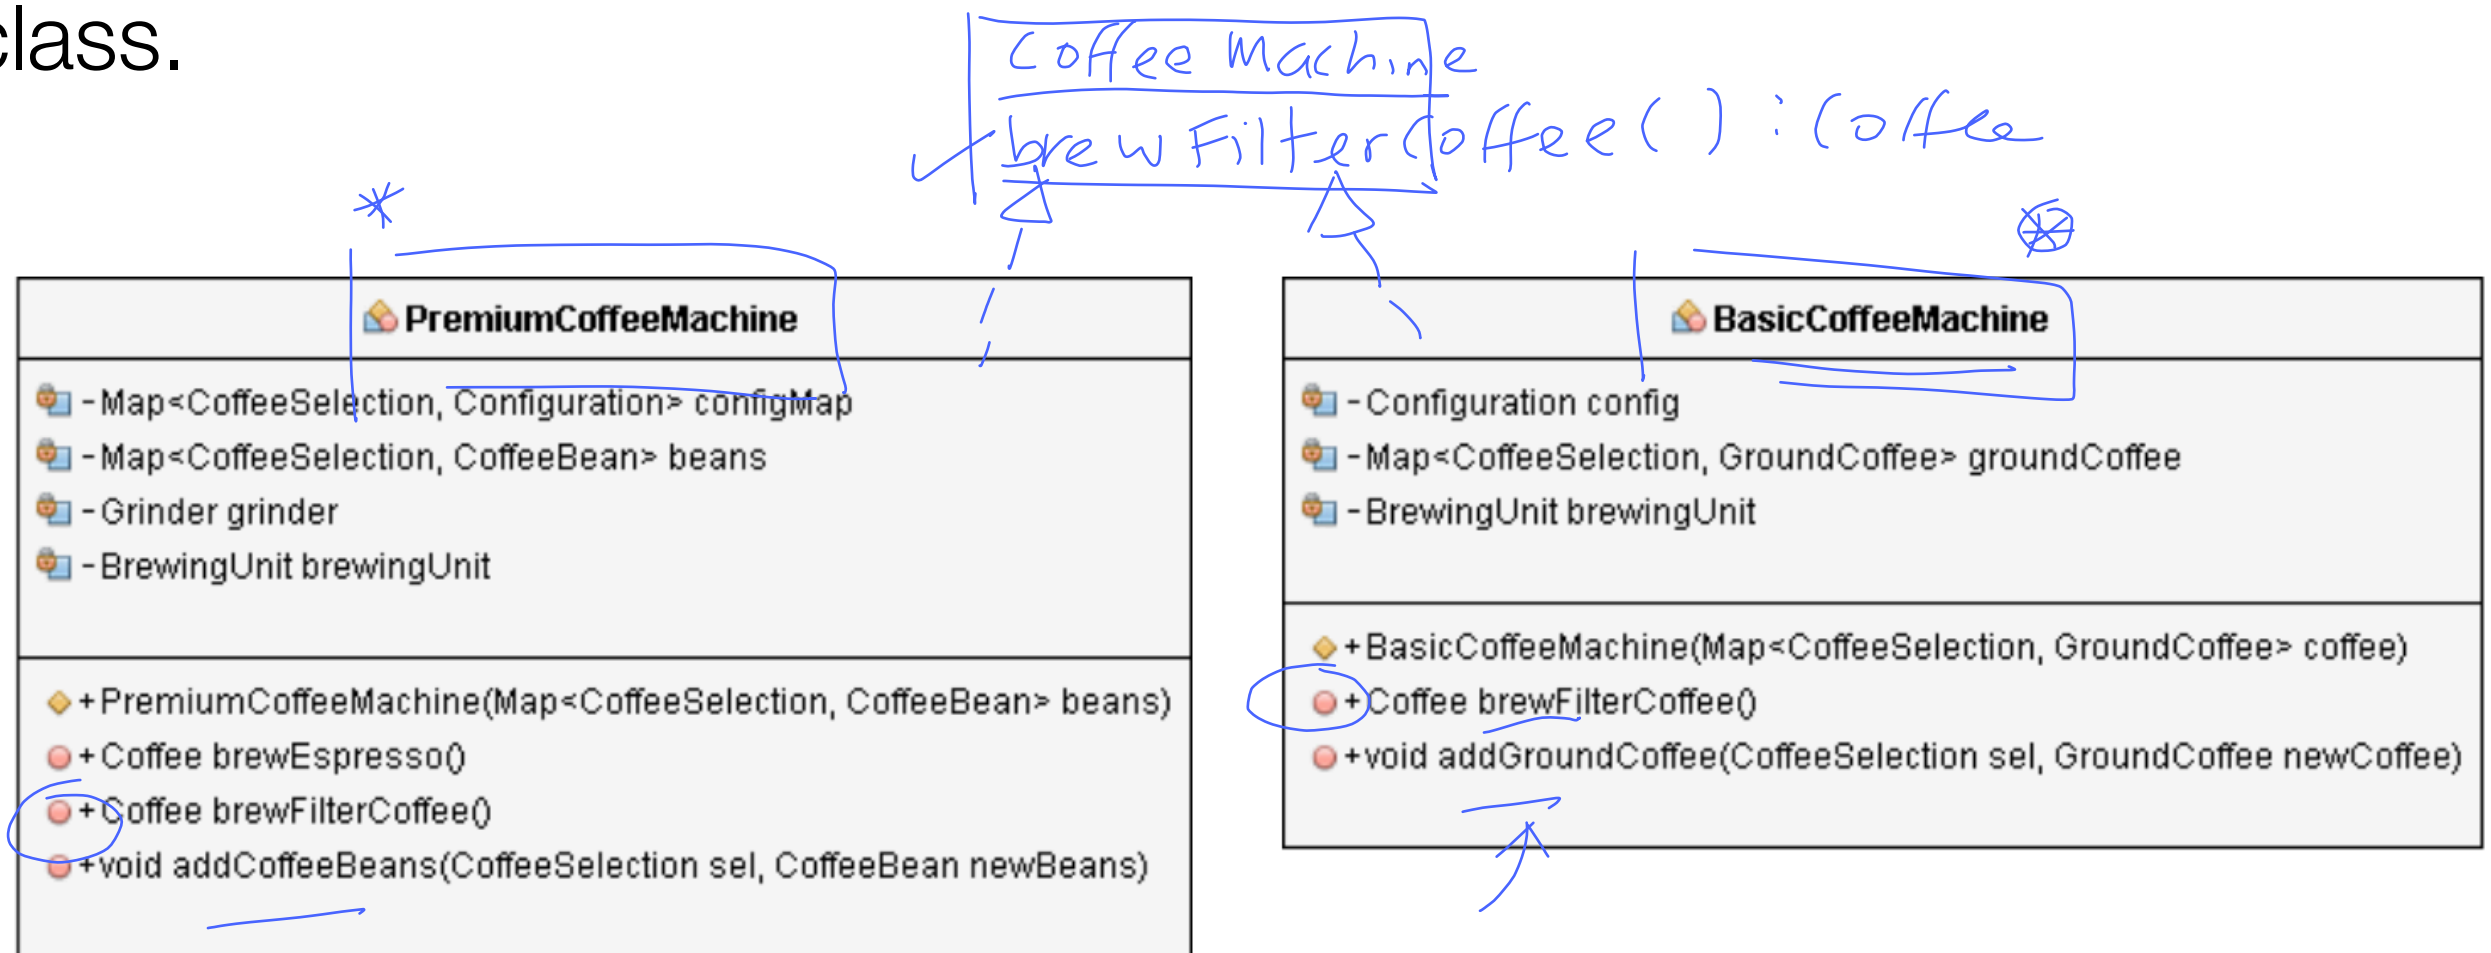 class.
Coffee Machine
brewFilterCoffee() : Coffee
PremiumCoffeeMachine
- Map<CoffeeSelection, Configuration> configMap
- Map<CoffeeSelection, CoffeeBean> beans
- Grinder grinder
- BrewingUnit brewingUnit
+ PremiumCoffeeMachine(Map<CoffeeSelection, CoffeeBean> beans)
+ Coffee brewEspresso()
+ Coffee brewFilterCoffee()
+ void addCoffeeBeans(CoffeeSelection sel, CoffeeBean newBeans)
BasicCoffeeMachine
- Configuration config
- Map<CoffeeSelection, GroundCoffee> groundCoffee
- BrewingUnit brewingUnit
+ BasicCoffeeMachine(Map<CoffeeSelection, GroundCoffee> coffee)
+ Coffee brewFilterCoffee()
+ void addGroundCoffee(CoffeeSelection sel, GroundCoffee newCoffee)